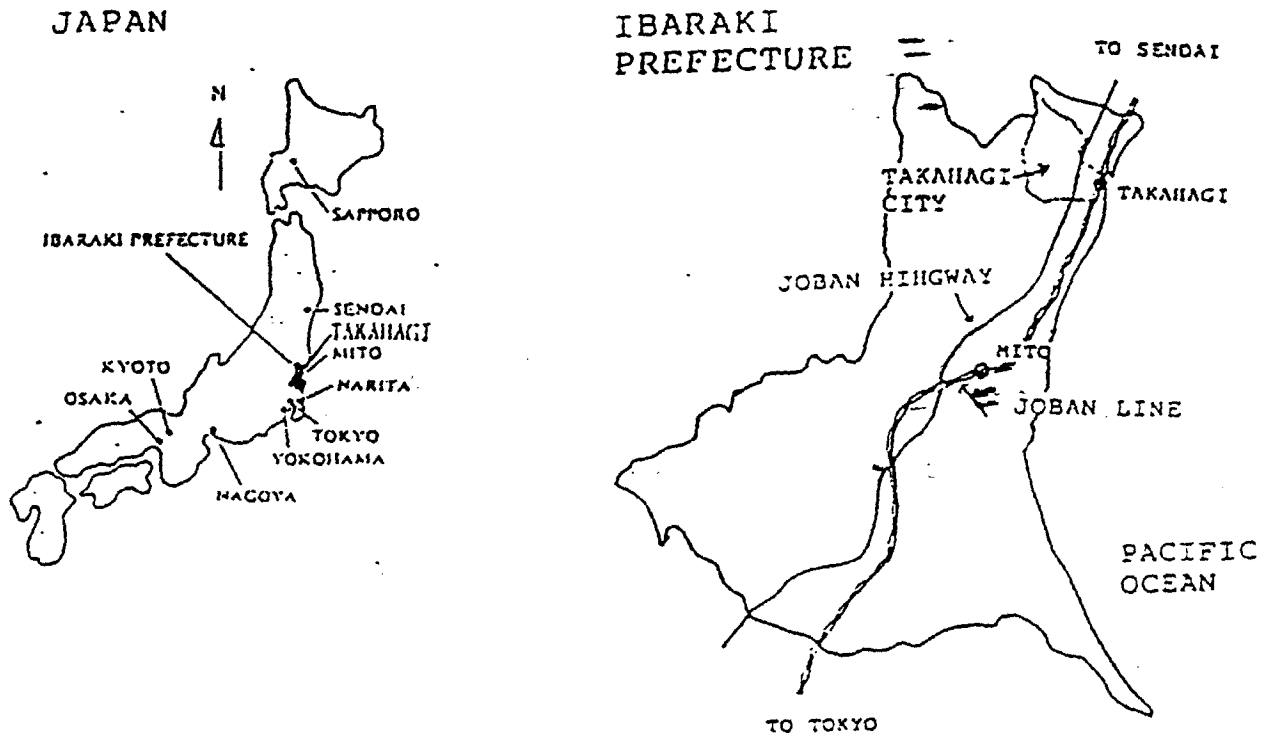 JAPAN
N
SAPPORO
IBARAKI PREFECTURE
SENDAI
TAKAHAGI
MITO
KYOTO
NARITA
OSAKA
TOKYO
YOKOHAMA
NAGOYA
IBARAKI
PREFECTURE
TO SENDAI
TAKAHAGI
CITY
TAKAHAGI
JOBAN HIHGWAY
MITO
JOBAN LINE
PACIFIC
OCEAN
TO TOKYO